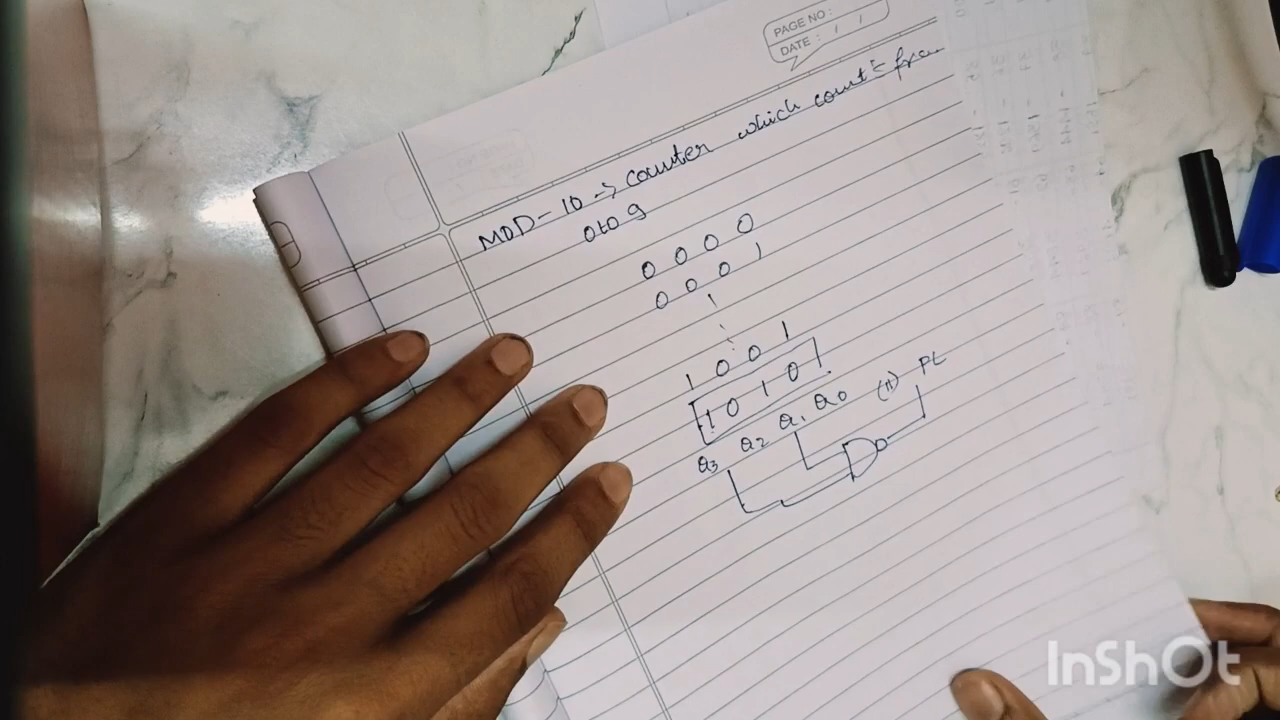 PAGE NO:
DATE: / /
MOD-10 → counter which counts from
0 to 9
0 0 0 0
0 0 0 1
1 0 0 1
1 0 1 0
Q3 Q2 Q1 Q0 (11) PL
InShOt